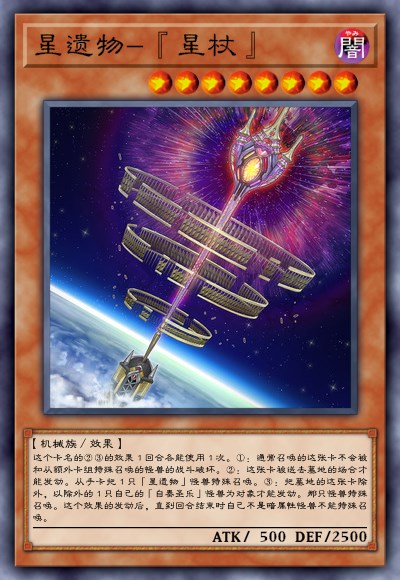 星遗物-『星杖』
やみ
闇
【机械族/效果】
这个卡名的②③的效果1回合各能使用1次。①：通常召唤的这张卡不会被
和从额外卡组特殊召唤的怪兽的战斗破坏。②：这张卡被送去墓地的场合才
能发动。从手卡把1只「星遗物」怪兽特殊召唤。③：把墓地的这张卡除
外，以除外的1只自己的「自奏圣乐」怪兽为对象才能发动。那只怪兽特殊
召唤。这个效果的发动后，直到回合结束时自己不是暗属性怪兽不能特殊召
唤。
ATK/ 500 DEF/2500